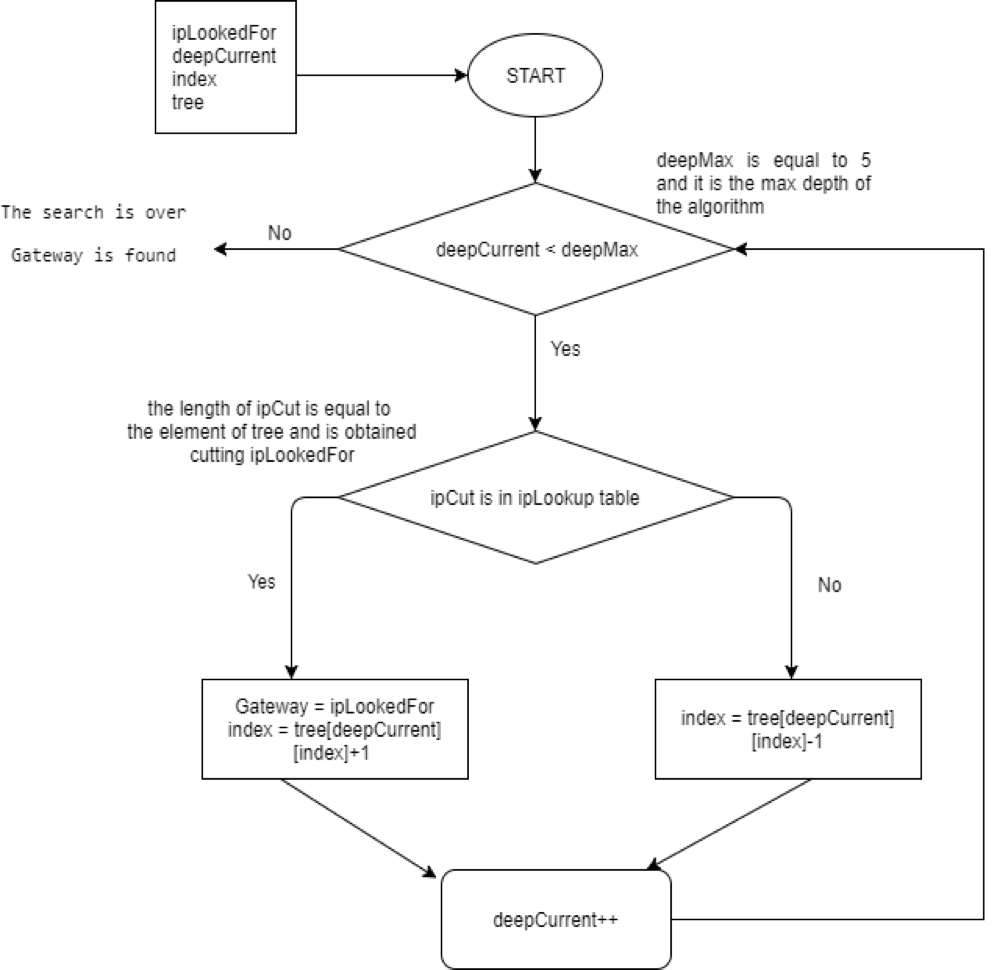 ipLookedFor
deepCurrent
index
tree
START
deepMax is equal to 5
and it is the max depth of
the algorithm
The search is over
Gateway is found
No
deepCurrent < deepMax
Yes
the length of ipCut is equal to
the element of tree and is obtained
cutting ipLookedFor
ipCut is in ipLookup table
Yes
No
Gateway = ipLookedFor
index = tree[deepCurrent]
[index]+1
index = tree[deepCurrent]
[index]-1
deepCurrent++